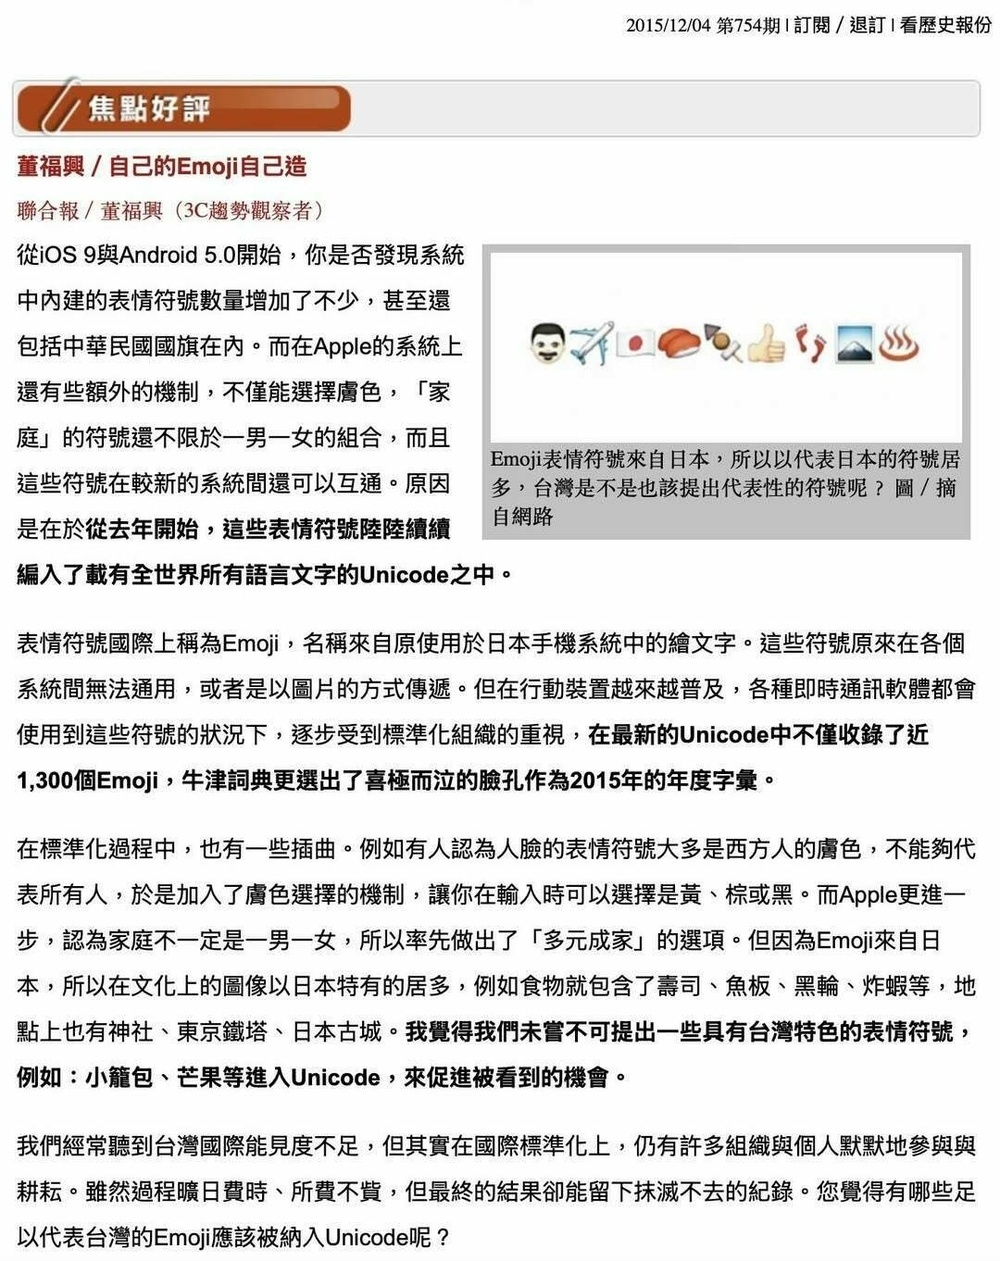 2015/12/04 第754期 | 訂閱 / 退訂 | 看歷史報份
焦點好評
董福興 / 自己的Emoji自己造
聯合報 / 董福興（3C趨勢觀察者）
從iOS 9與Android 5.0開始，你是否發現系統
中內建的表情符號數量增加了不少，甚至還
包括中華民國國旗在內。而在Apple的系統上
還有些額外的機制，不僅能選擇膚色，「家
庭」的符號還不限於一男一女的組合，而且
這些符號在較新的系統間還可以互通。原因
是在於從去年開始，這些表情符號陸陸續續
編入了載有全世界所有語言文字的Unicode之中。
Emoji表情符號來自日本，所以以代表日本的符號居
多，台灣是不是也該提出代表性的符號呢？ 圖 / 摘
自網路
表情符號國際上稱為Emoji，名稱來自原使用於日本手機系統中的繪文字。這些符號原來在各個
系統間無法通用，或者是以圖片的方式傳遞。但在行動裝置越來越普及，各種即時通訊軟體都會
使用到這些符號的狀況下，逐步受到標準化組織的重視，在最新的Unicode中不僅收錄了近
1,300個Emoji，牛津詞典更選出了喜極而泣的臉孔作為2015年的年度字彙。
在標準化過程中，也有一些插曲。例如有人認為人臉的表情符號大多是西方人的膚色，不能夠代
表所有人，於是加入了膚色選擇的機制，讓你在輸入時可以選擇是黃、棕或黑。而Apple更進一
步，認為家庭不一定是一男一女，所以率先做出了「多元成家」的選項。但因為Emoji來自日
本，所以在文化上的圖像以日本特有的居多，例如食物就包含了壽司、魚板、黑輪、炸蝦等，地
點上也有神社、東京鐵塔、日本古城。我覺得我們未嘗不可提出一些具有台灣特色的表情符號，
例如：小籠包、芒果等進入Unicode，來促進被看到的機會。
我們經常聽到台灣國際能見度不足，但其實在國際標準化上，仍有許多組織與個人默默地參與與
耕耘。雖然過程曠日費時、所費不貲，但最終的結果卻能留下抹滅不去的紀錄。您覺得有哪些足
以代表台灣的Emoji應該被納入Unicode呢？